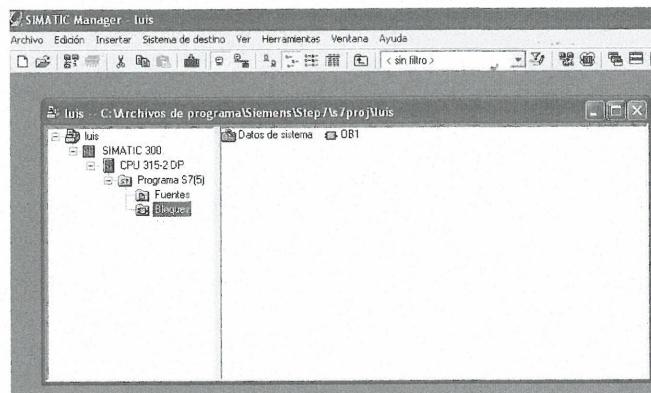 SIMATIC Manager - luis
Archivo Edición Insertar Sistema de destino Ver Herramientas Ventana Ayuda
< sin filtro >
luis -- C:\Archivos de programa\Siemens\Step7\s7proj\luis
luis
SIMATIC 300
CPU 315-2 DP
Programa S7(5)
Fuentes
Bloques
Datos de sistema OB1